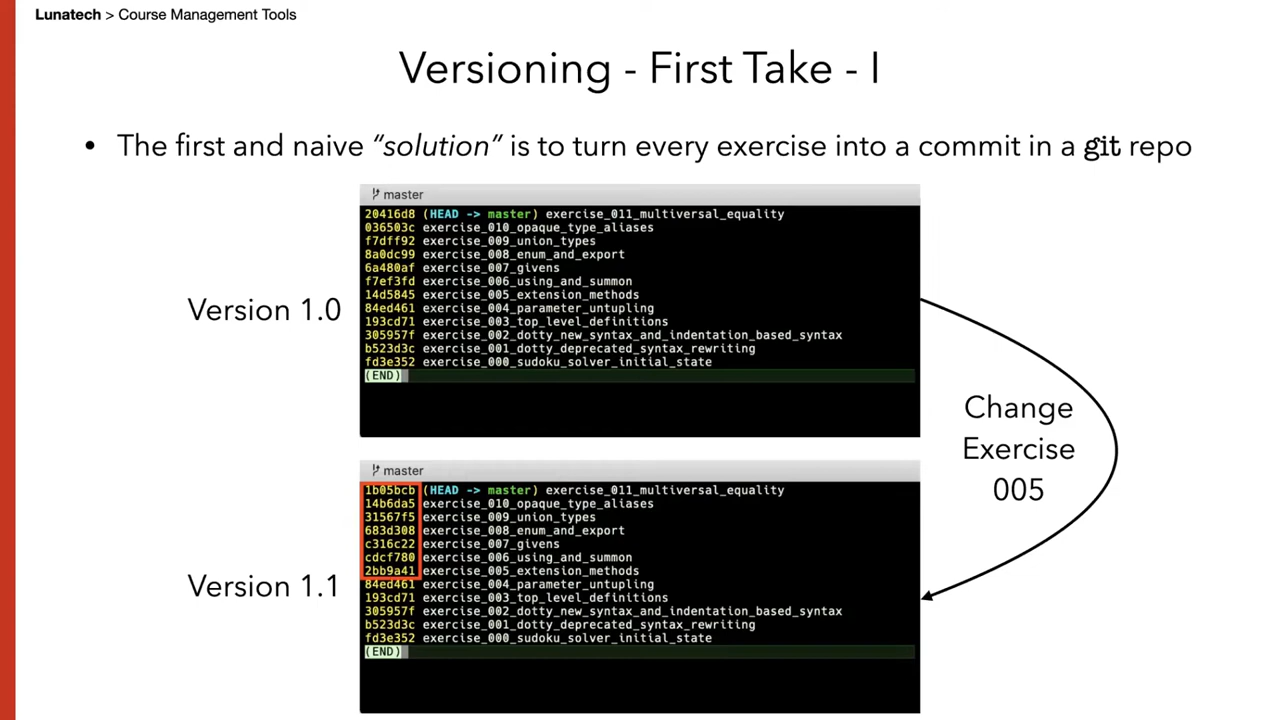 Lunatech > Course Management Tools
Versioning - First Take - I
• The first and naive “solution” is to turn every exercise into a commit in a git repo
master
20416d8 (HEAD -> master) exercise_011_multiversal_equality
036503c exercise_010_opaque_type_aliases
f7dff92 exercise_009_union_types
8a0dc99 exercise_008_enum_and_export
6a480af exercise_007_givens
f7ef3fd exercise_006_using_and_summon
14d5845 exercise_005_extension_methods
84ed461 exercise_004_parameter_untupling
193cd71 exercise_003_top_level_definitions
305957f exercise_002_dotty_new_syntax_and_indentation_based_syntax
b523d3c exercise_001_dotty_deprecated_syntax_rewriting
fd3e352 exercise_000_sudoku_solver_initial_state
(END)
Version 1.0
Change
Exercise
005
master
1b05bcb (HEAD -> master) exercise_011_multiversal_equality
14b6da5 exercise_010_opaque_type_aliases
31567f5 exercise_009_union_types
683d308 exercise_008_enum_and_export
c316c22 exercise_007_givens
cdcf780 exercise_006_using_and_summon
2bb9a41 exercise_005_extension_methods
84ed461 exercise_004_parameter_untupling
193cd71 exercise_003_top_level_definitions
305957f exercise_002_dotty_new_syntax_and_indentation_based_syntax
b523d3c exercise_001_dotty_deprecated_syntax_rewriting
fd3e352 exercise_000_sudoku_solver_initial_state
(END)
Version 1.1